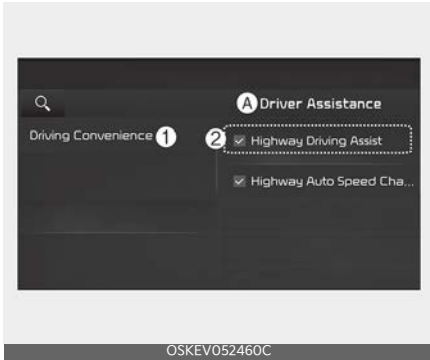 A Driver Assistance
Driving Convenience 1
2 Highway Driving Assist
Highway Auto Speed Cha...
OSKEV052460C